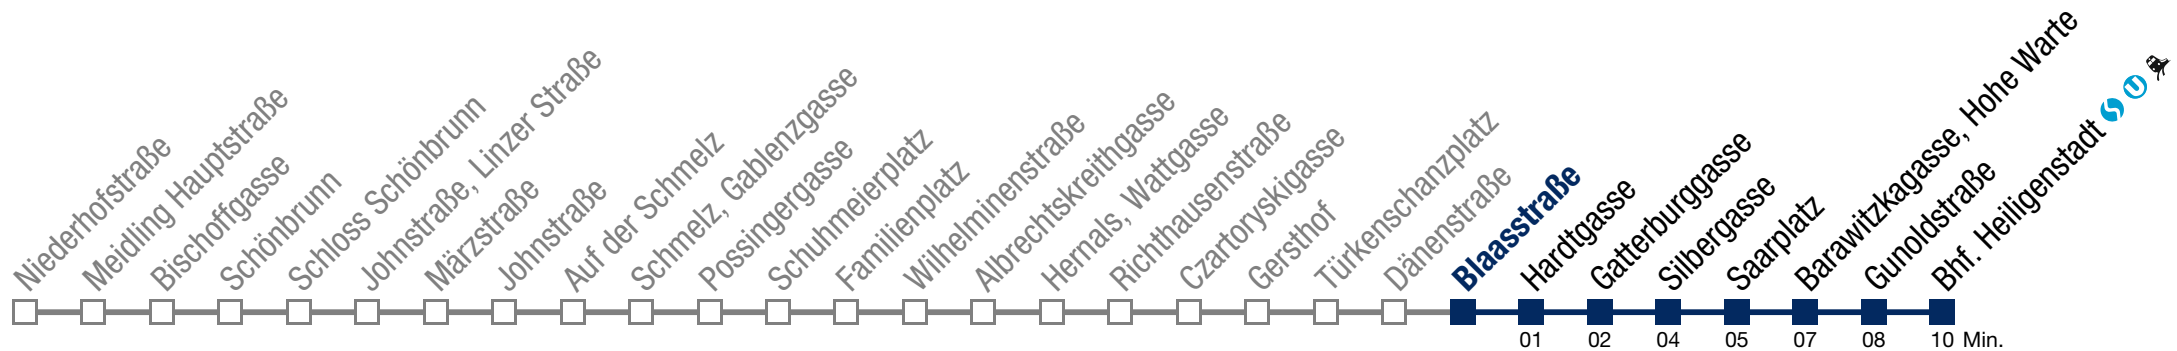 Niederhofstraße
Meidling Hauptstraße
Bischoffgasse
Schönbrunn
Schloss Schönbrunn
Johnstraße, Linzer Straße
Märzstraße
Johnstraße
Auf der Schmelz
Schmelz, Gablenzgasse
Possingergasse
Schuhmeierplatz
Familienplatz
Wilhelminenstraße
Albrechtskreithgasse
Hernals, Wattgasse
Richthausenstraße
Czartoryskigasse
Gersthof
Türkenschanzplatz
Dänenstraße
Blaasstraße
Hardtgasse
Gatterburggasse
Silbergasse
Saarplatz
Barawitzkagasse, Hohe Warte
Gunoldstraße
Bhf. Heiligenstadt S U
01 02 04 05 07 08 10 Min.